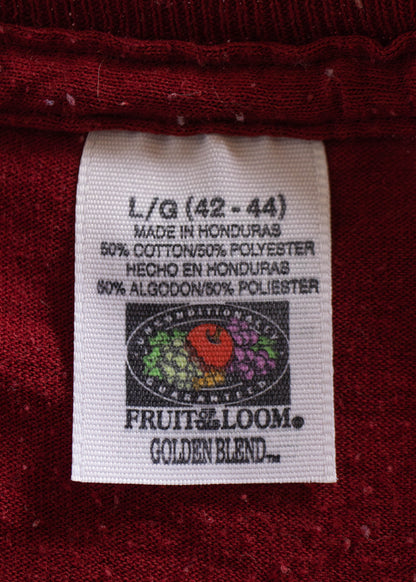 L/G (42 - 44)
MADE IN HONDURAS
50% COTTON/50% POLYESTER
HECHO EN HONDURAS
50% ALGODON/50% POLIESTER
UNCONDITIONALLY
GUARANTEED
FRUIT OF THE LOOM®
GOLDEN BLEND™